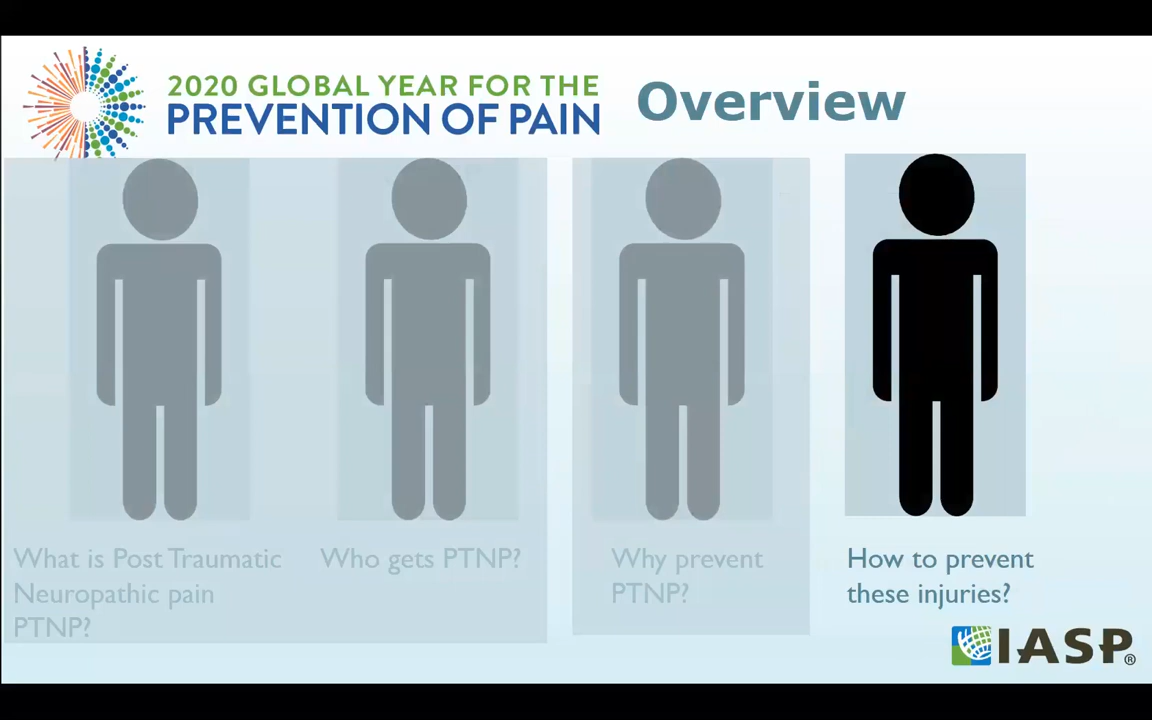 2020 GLOBAL YEAR FOR THE
PREVENTION OF PAIN
Overview
What is Post Traumatic
Neuropathic pain
PTNP?
Who gets PTNP?
Why prevent
PTNP?
How to prevent
these injuries?
IASP®